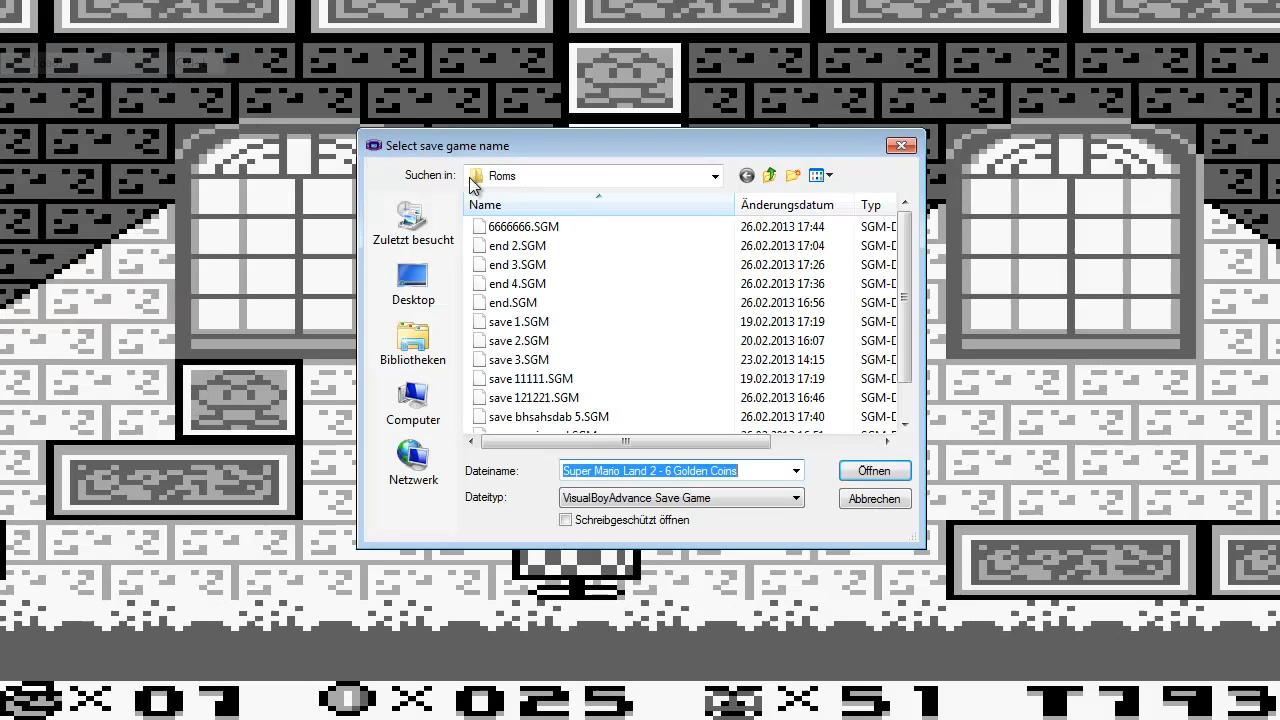 Select save game name
Suchen in: Roms
Name Änderungsdatum Typ
6666666.SGM 26.02.2013 17:44 SGM-D
end 2.SGM 26.02.2013 17:04 SGM-D
end 3.SGM 26.02.2013 17:26 SGM-D
end 4.SGM 26.02.2013 17:36 SGM-D
end.SGM 26.02.2013 16:56 SGM-D
save 1.SGM 19.02.2013 17:19 SGM-D
save 2.SGM 20.02.2013 16:07 SGM-D
save 3.SGM 23.02.2013 14:15 SGM-D
save 11111.SGM 19.02.2013 17:19 SGM-D
save 121221.SGM 26.02.2013 16:46 SGM-D
save bhsahsdab 5.SGM 26.02.2013 17:40 SGM-D
Zuletzt besucht
Desktop
Bibliotheken
Computer
Netzwerk
Dateiname: Super Mario Land 2 - 6 Golden Coins Öffnen
Dateityp: VisualBoyAdvance Save Game Abbrechen
Schreibgeschützt öffnen
×07 ×025 ×51 T793